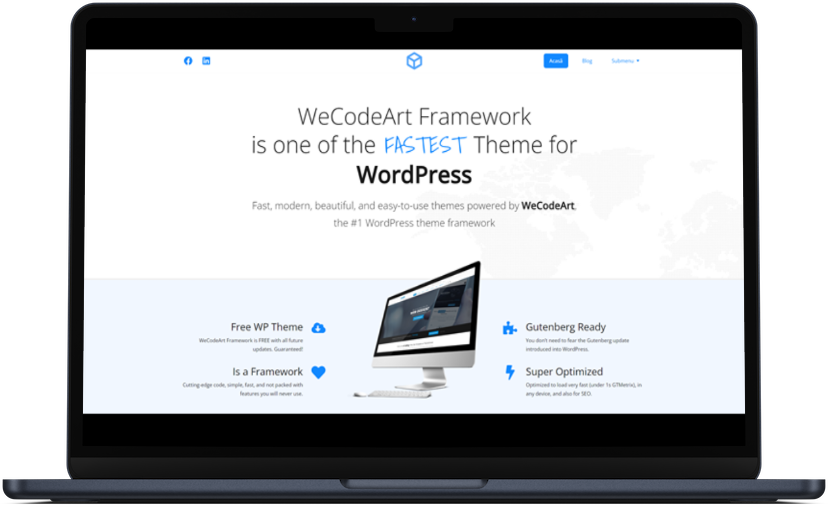 Acasă
Blog
Submenu
WeCodeArt Framework
is one of the FASTEST Theme for
WordPress
Fast, modern, beautiful, and easy-to-use themes powered by WeCodeArt,
the #1 WordPress theme framework
Free WP Theme
WeCodeArt Framework is FREE with all future
updates. Guaranteed!
Is a Framework
Cutting-edge code, simple, fast, and not packed with
features you will never use.
Gutenberg Ready
You don't need to fear the Gutenberg update
introduced into WordPress.
Super Optimized
Optimized to load very fast (under 1s GTMetrix), in
any device, and also for SEO.